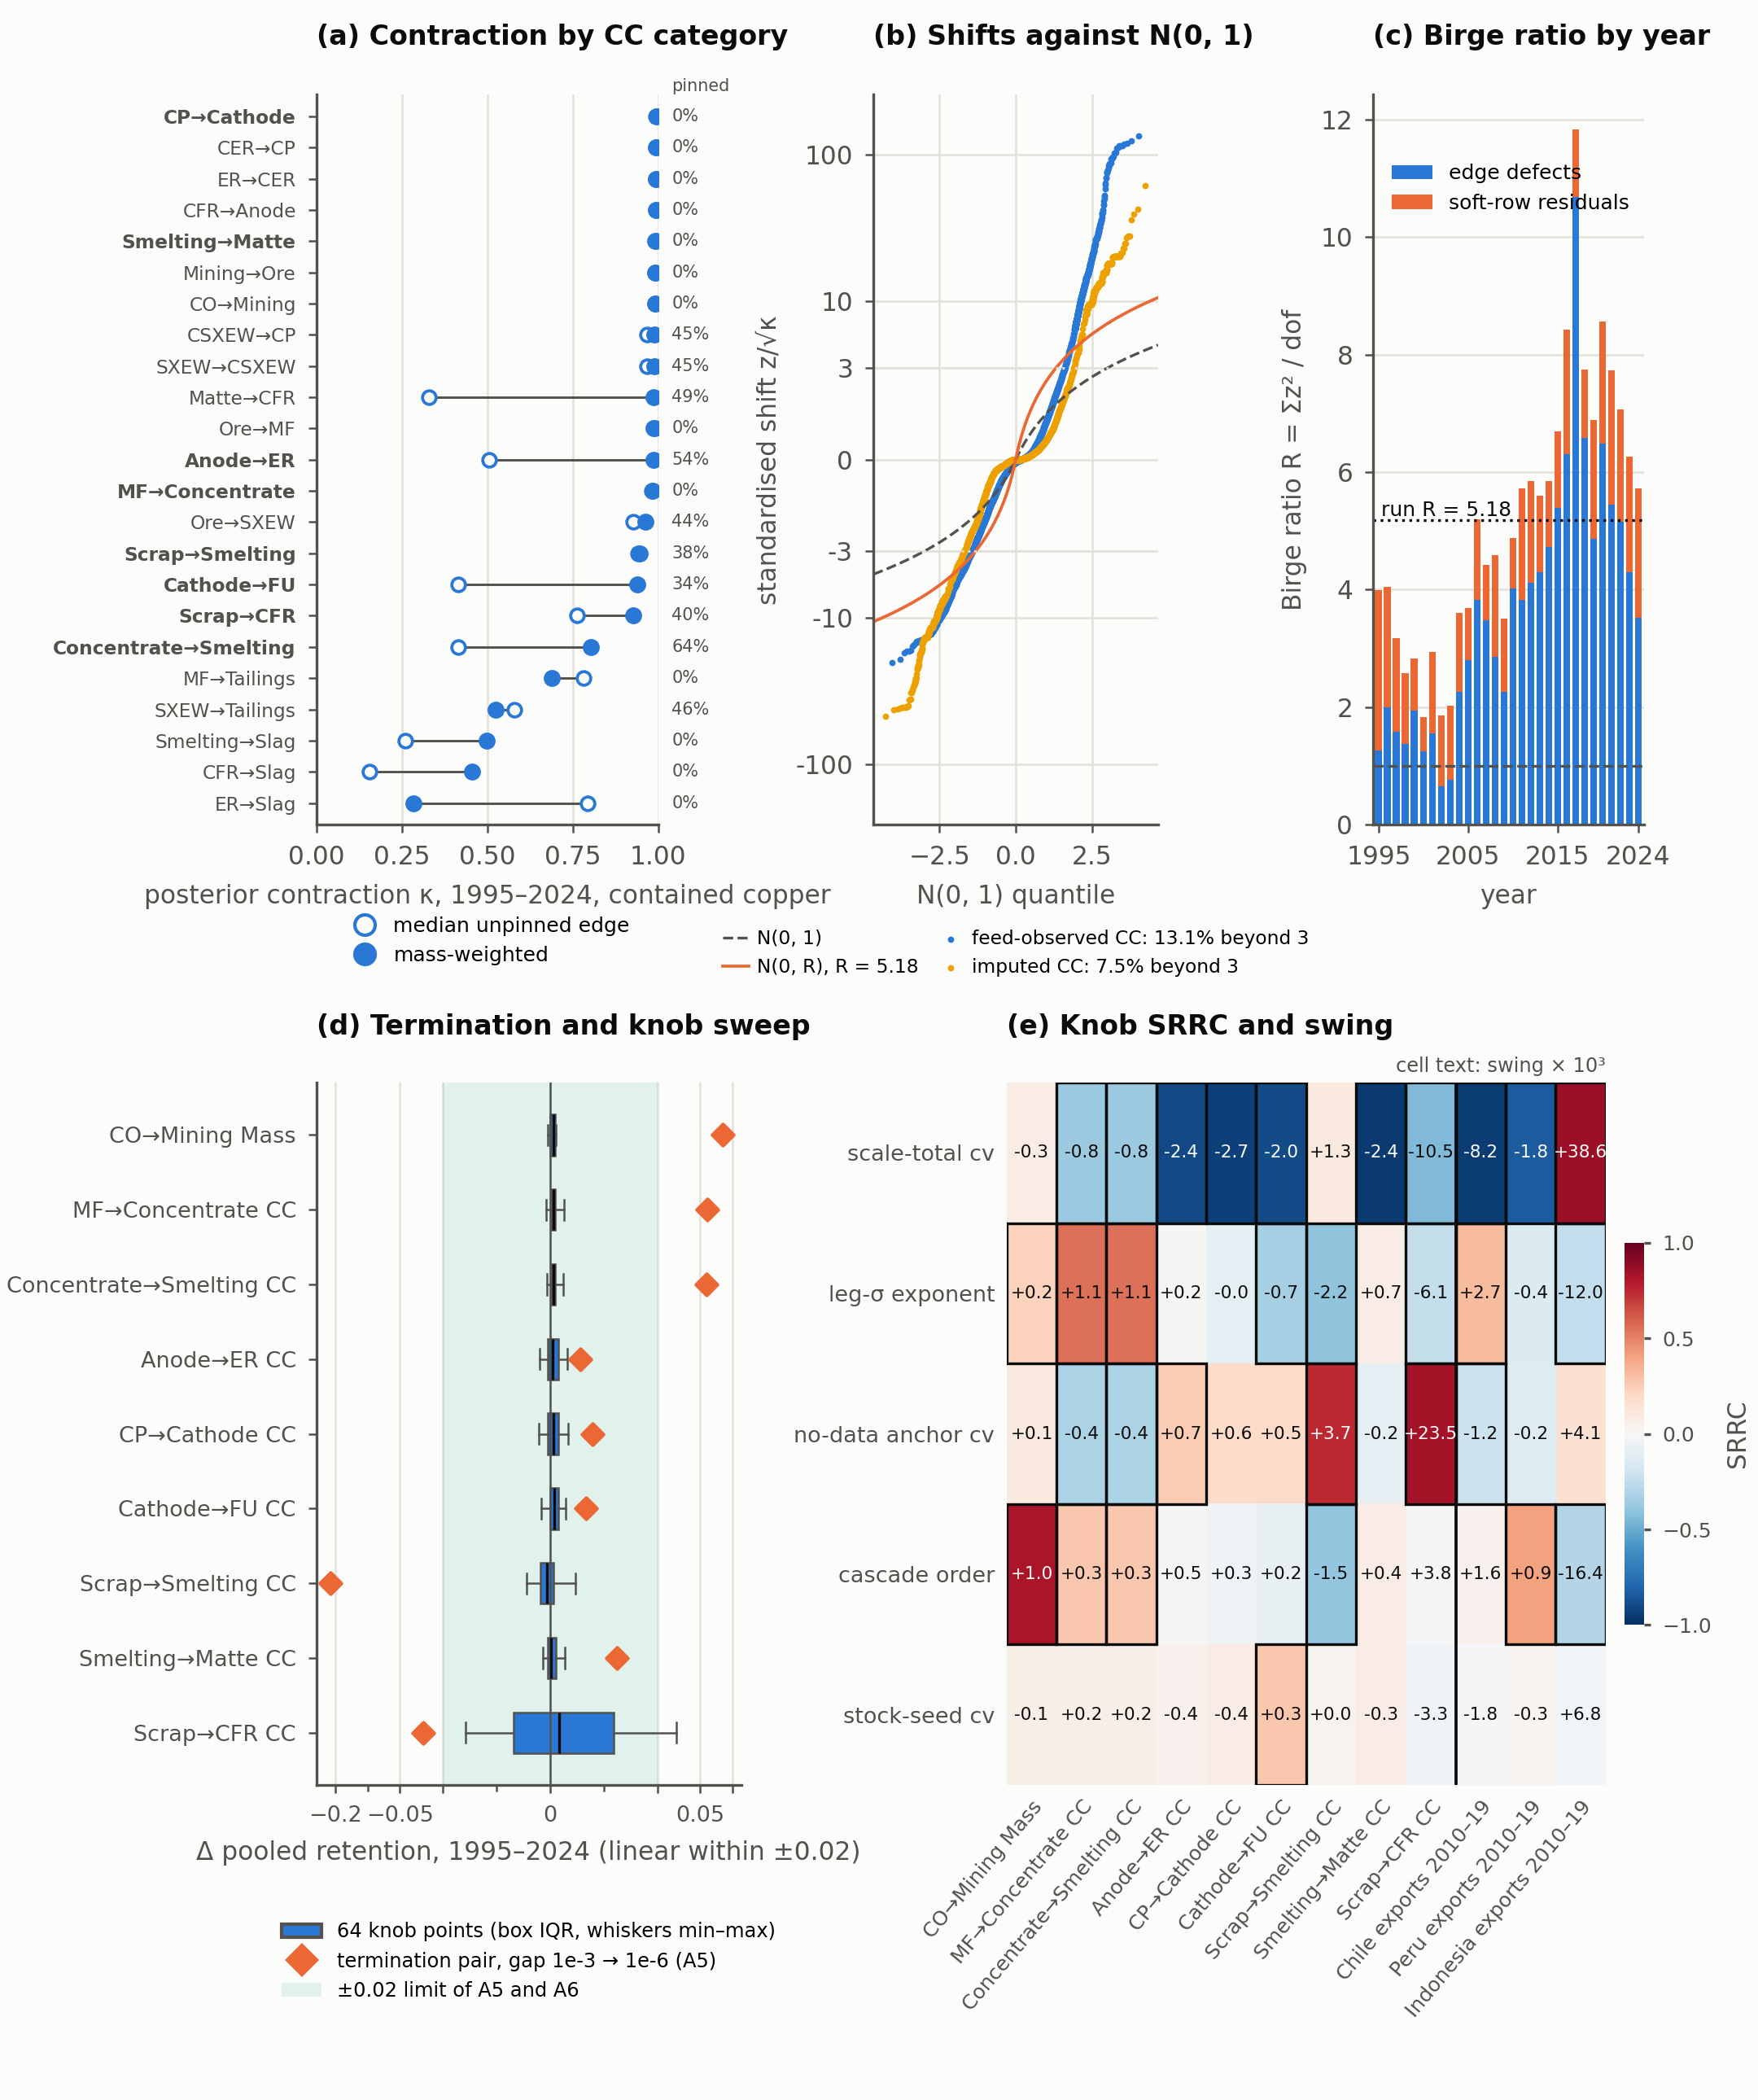 (a) Contraction by CC category
(b) Shifts against N(0, 1)
(c) Birge ratio by year
pinned
CP→Cathode 0%
CER→CP 0%
ER→CER 0%
CFR→Anode 0%
Smelting→Matte 0%
Mining→Ore 0%
CO→Mining 0%
CSXEW→CP 45%
SXEW→CSXEW 45%
Matte→CFR 49%
Ore→MF 0%
Anode→ER 54%
MF→Concentrate 0%
Ore→SXEW 44%
Scrap→Smelting 38%
Cathode→FU 34%
Scrap→CFR 40%
Concentrate→Smelting 64%
MF→Tailings 0%
SXEW→Tailings 46%
Smelting→Slag 0%
CFR→Slag 0%
ER→Slag 0%
0.00 0.25 0.50 0.75 1.00
posterior contraction κ, 1995–2024, contained copper
median unpinned edge
mass-weighted
standardised shift z/√κ
100
10
3
0
-3
-10
-100
−2.5 0.0 2.5
N(0, 1) quantile
N(0, 1)
N(0, R), R = 5.18
feed-observed CC: 13.1% beyond 3
imputed CC: 7.5% beyond 3
Birge ratio R = Σz² / dof
12
10
8
6
4
2
0
edge defects
soft-row residuals
run R = 5.18
1995 2005 2015 2024
year
(d) Termination and knob sweep
CO→Mining Mass
MF→Concentrate CC
Concentrate→Smelting CC
Anode→ER CC
CP→Cathode CC
Cathode→FU CC
Scrap→Smelting CC
Smelting→Matte CC
Scrap→CFR CC
−0.2 −0.05 0 0.05
Δ pooled retention, 1995–2024 (linear within ±0.02)
64 knob points (box IQR, whiskers min–max)
termination pair, gap 1e-3 → 1e-6 (A5)
±0.02 limit of A5 and A6
(e) Knob SRRC and swing
cell text: swing × 10³
scale-total cv -0.3 -0.8 -0.8 -2.4 -2.7 -2.0 +1.3 -2.4 -10.5 -8.2 -1.8 +38.6
leg-σ exponent +0.2 +1.1 +1.1 +0.2 -0.0 -0.7 -2.2 +0.7 -6.1 +2.7 -0.4 -12.0
no-data anchor cv +0.1 -0.4 -0.4 +0.7 +0.6 +0.5 +3.7 -0.2 +23.5 -1.2 -0.2 +4.1
cascade order +1.0 +0.3 +0.3 +0.5 +0.3 +0.2 -1.5 +0.4 +3.8 +1.6 +0.9 -16.4
stock-seed cv -0.1 +0.2 +0.2 -0.4 -0.4 +0.3 +0.0 -0.3 -3.3 -1.8 -0.3 +6.8
CO→Mining Mass
MF→Concentrate CC
Concentrate→Smelting CC
Anode→ER CC
CP→Cathode CC
Cathode→FU CC
Scrap→Smelting CC
Smelting→Matte CC
Scrap→CFR CC
Chile exports 2010–19
Peru exports 2010–19
Indonesia exports 2010–19
1.0
0.5
0.0
−0.5
−1.0
SRRC